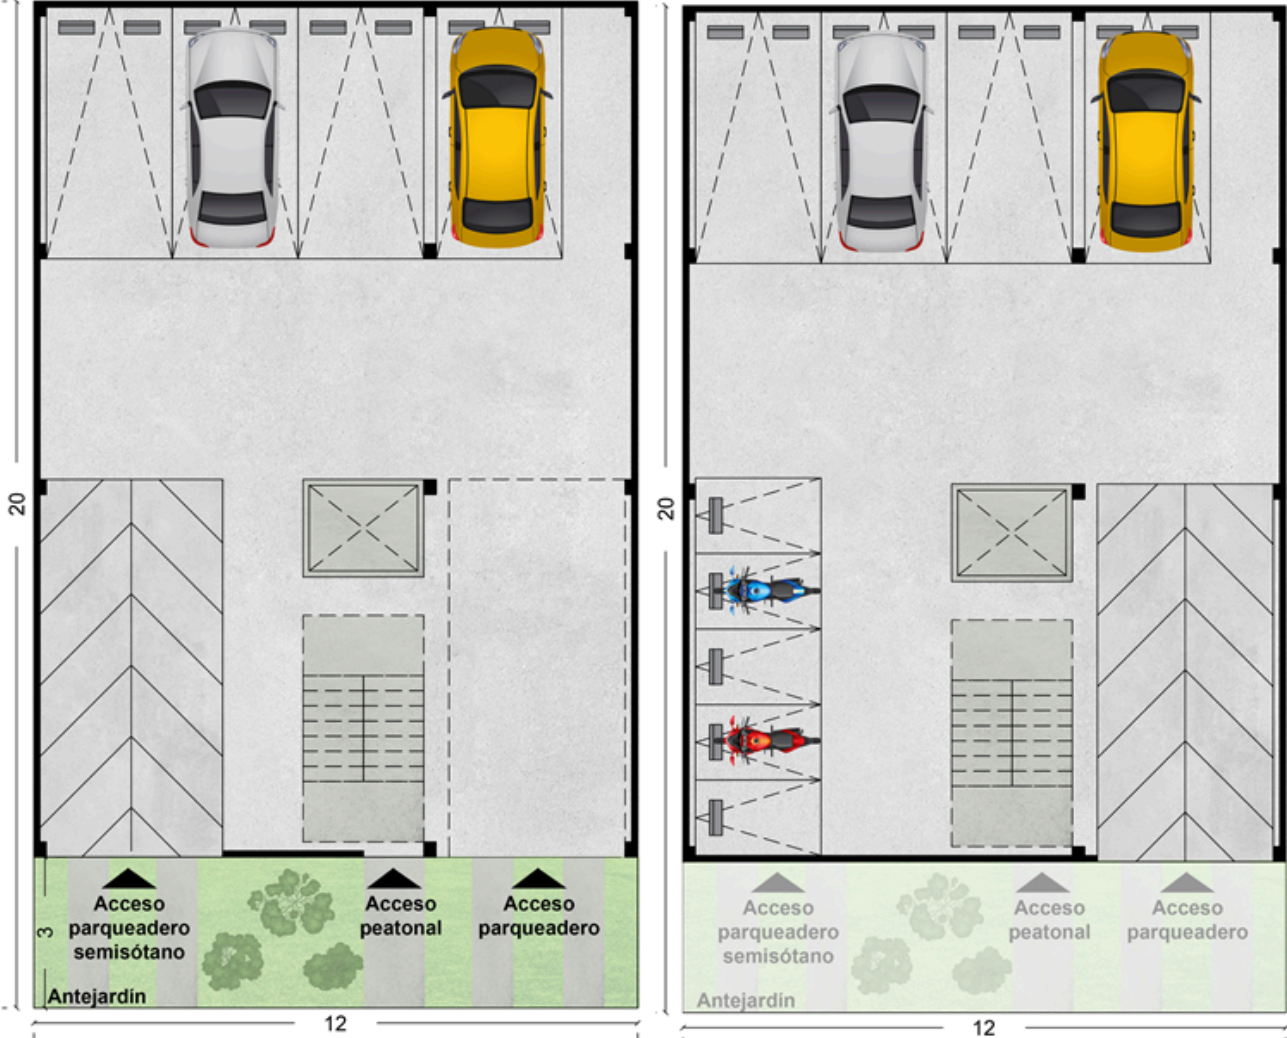 20
20
Acceso
parqueadero
semisótano
Acceso
peatonal
Acceso
parqueadero
3
Antejardín
12
Acceso
parqueadero
semisótano
Acceso
peatonal
Acceso
parqueadero
Antejardín
12